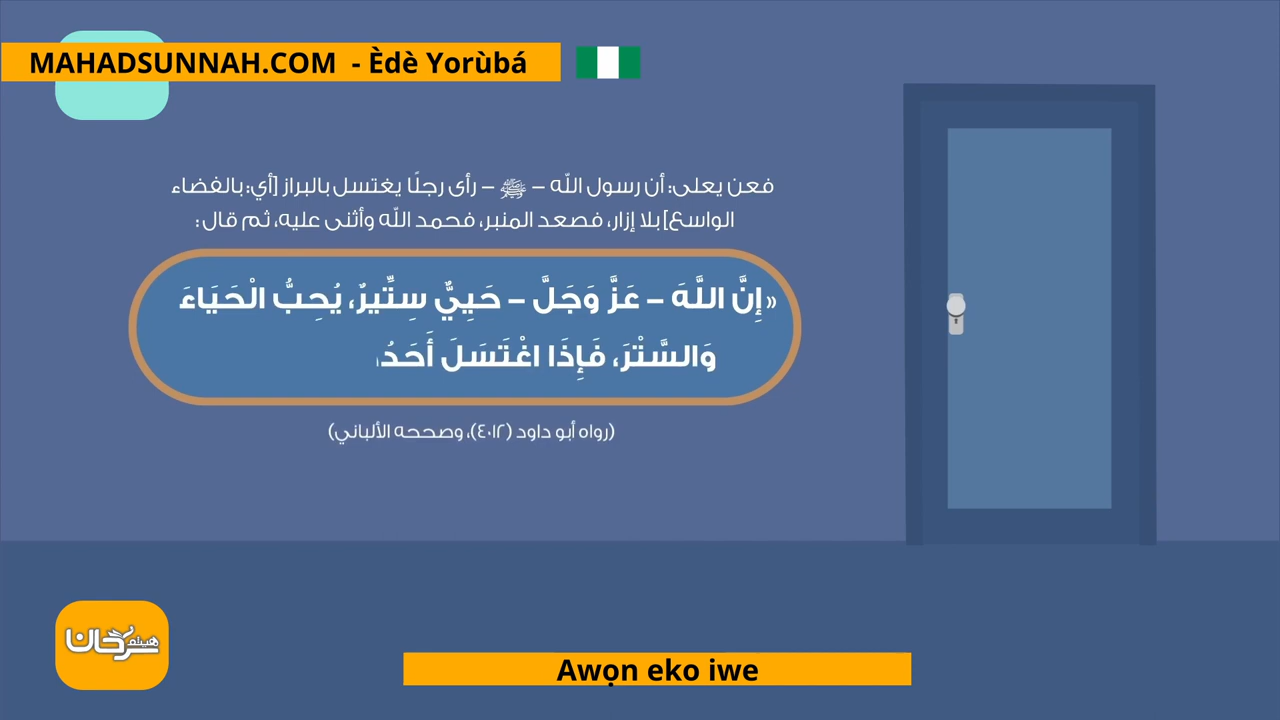 MAHADSUNNAH.COM - Èdè Yorùbá
فعن يعلى: أن رسول الله – ﷺ – رأى رجلًا يغتسل بالبراز [أي: بالفضاء
الواسع] بلا إزار، فصعد المنبر، فحمد الله وأثنى عليه، ثم قال:
«إِنَّ اللَّهَ – عَزَّ وَجَلَّ – حَيِيٌّ سِتِّيرٌ، يُحِبُّ الْحَيَاءَ
وَالسَّتْرَ، فَإِذَا اغْتَسَلَ أَحَدُ
(رواه أبو داود (٤٠١٢)، وصححه الألباني)
هيثم سرحان
Awọn eko iwe